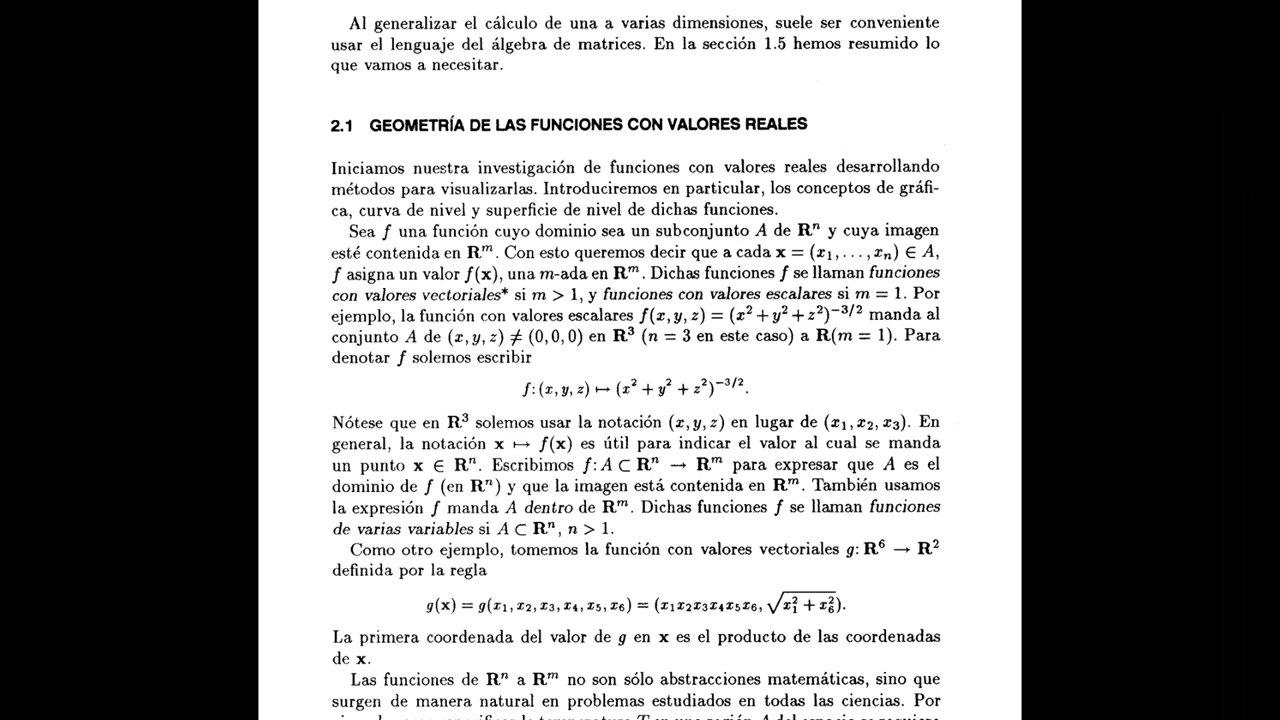 Al generalizar el cálculo de una a varias dimensiones, suele ser conveniente
usar el lenguaje del álgebra de matrices. En la sección 1.5 hemos resumido lo
que vamos a necesitar.
2.1 GEOMETRÍA DE LAS FUNCIONES CON VALORES REALES
Iniciamos nuestra investigación de funciones con valores reales desarrollando
métodos para visualizarlas. Introduciremos en particular, los conceptos de gráfi-
ca, curva de nivel y superficie de nivel de dichas funciones.
Sea f una función cuyo dominio sea un subconjunto A de Rⁿ y cuya imagen
esté contenida en Rᵐ. Con esto queremos decir que a cada x = (x₁, . . . , xₙ) ∈ A,
f asigna un valor f(x), una m-ada en Rᵐ. Dichas funciones f se llaman funciones
con valores vectoriales* si m > 1, y funciones con valores escalares si m = 1. Por
ejemplo, la función con valores escalares f(x, y, z) = (x² + y² + z²)⁻³/² manda al
conjunto A de (x, y, z) ≠ (0, 0, 0) en R³ (n = 3 en este caso) a R(m = 1). Para
denotar f solemos escribir
f: (x, y, z) ↦ (x² + y² + z²)⁻³/².
Nótese que en R³ solemos usar la notación (x, y, z) en lugar de (x₁, x₂, x₃). En
general, la notación x ↦ f(x) es útil para indicar el valor al cual se manda
un punto x ∈ Rⁿ. Escribimos f: A ⊂ Rⁿ → Rᵐ para expresar que A es el
dominio de f (en Rⁿ) y que la imagen está contenida en Rᵐ. También usamos
la expresión f manda A dentro de Rᵐ. Dichas funciones f se llaman funciones
de varias variables si A ⊂ Rⁿ, n > 1.
Como otro ejemplo, tomemos la función con valores vectoriales g: R⁶ → R²
definida por la regla
g(x) = g(x₁, x₂, x₃, x₄, x₅, x₆) = (x₁x₂x₃x₄x₅x₆, √(x₁² + x₆²)).
La primera coordenada del valor de g en x es el producto de las coordenadas
de x.
Las funciones de Rⁿ a Rᵐ no son sólo abstracciones matemáticas, sino que
surgen de manera natural en problemas estudiados en todas las ciencias. Por